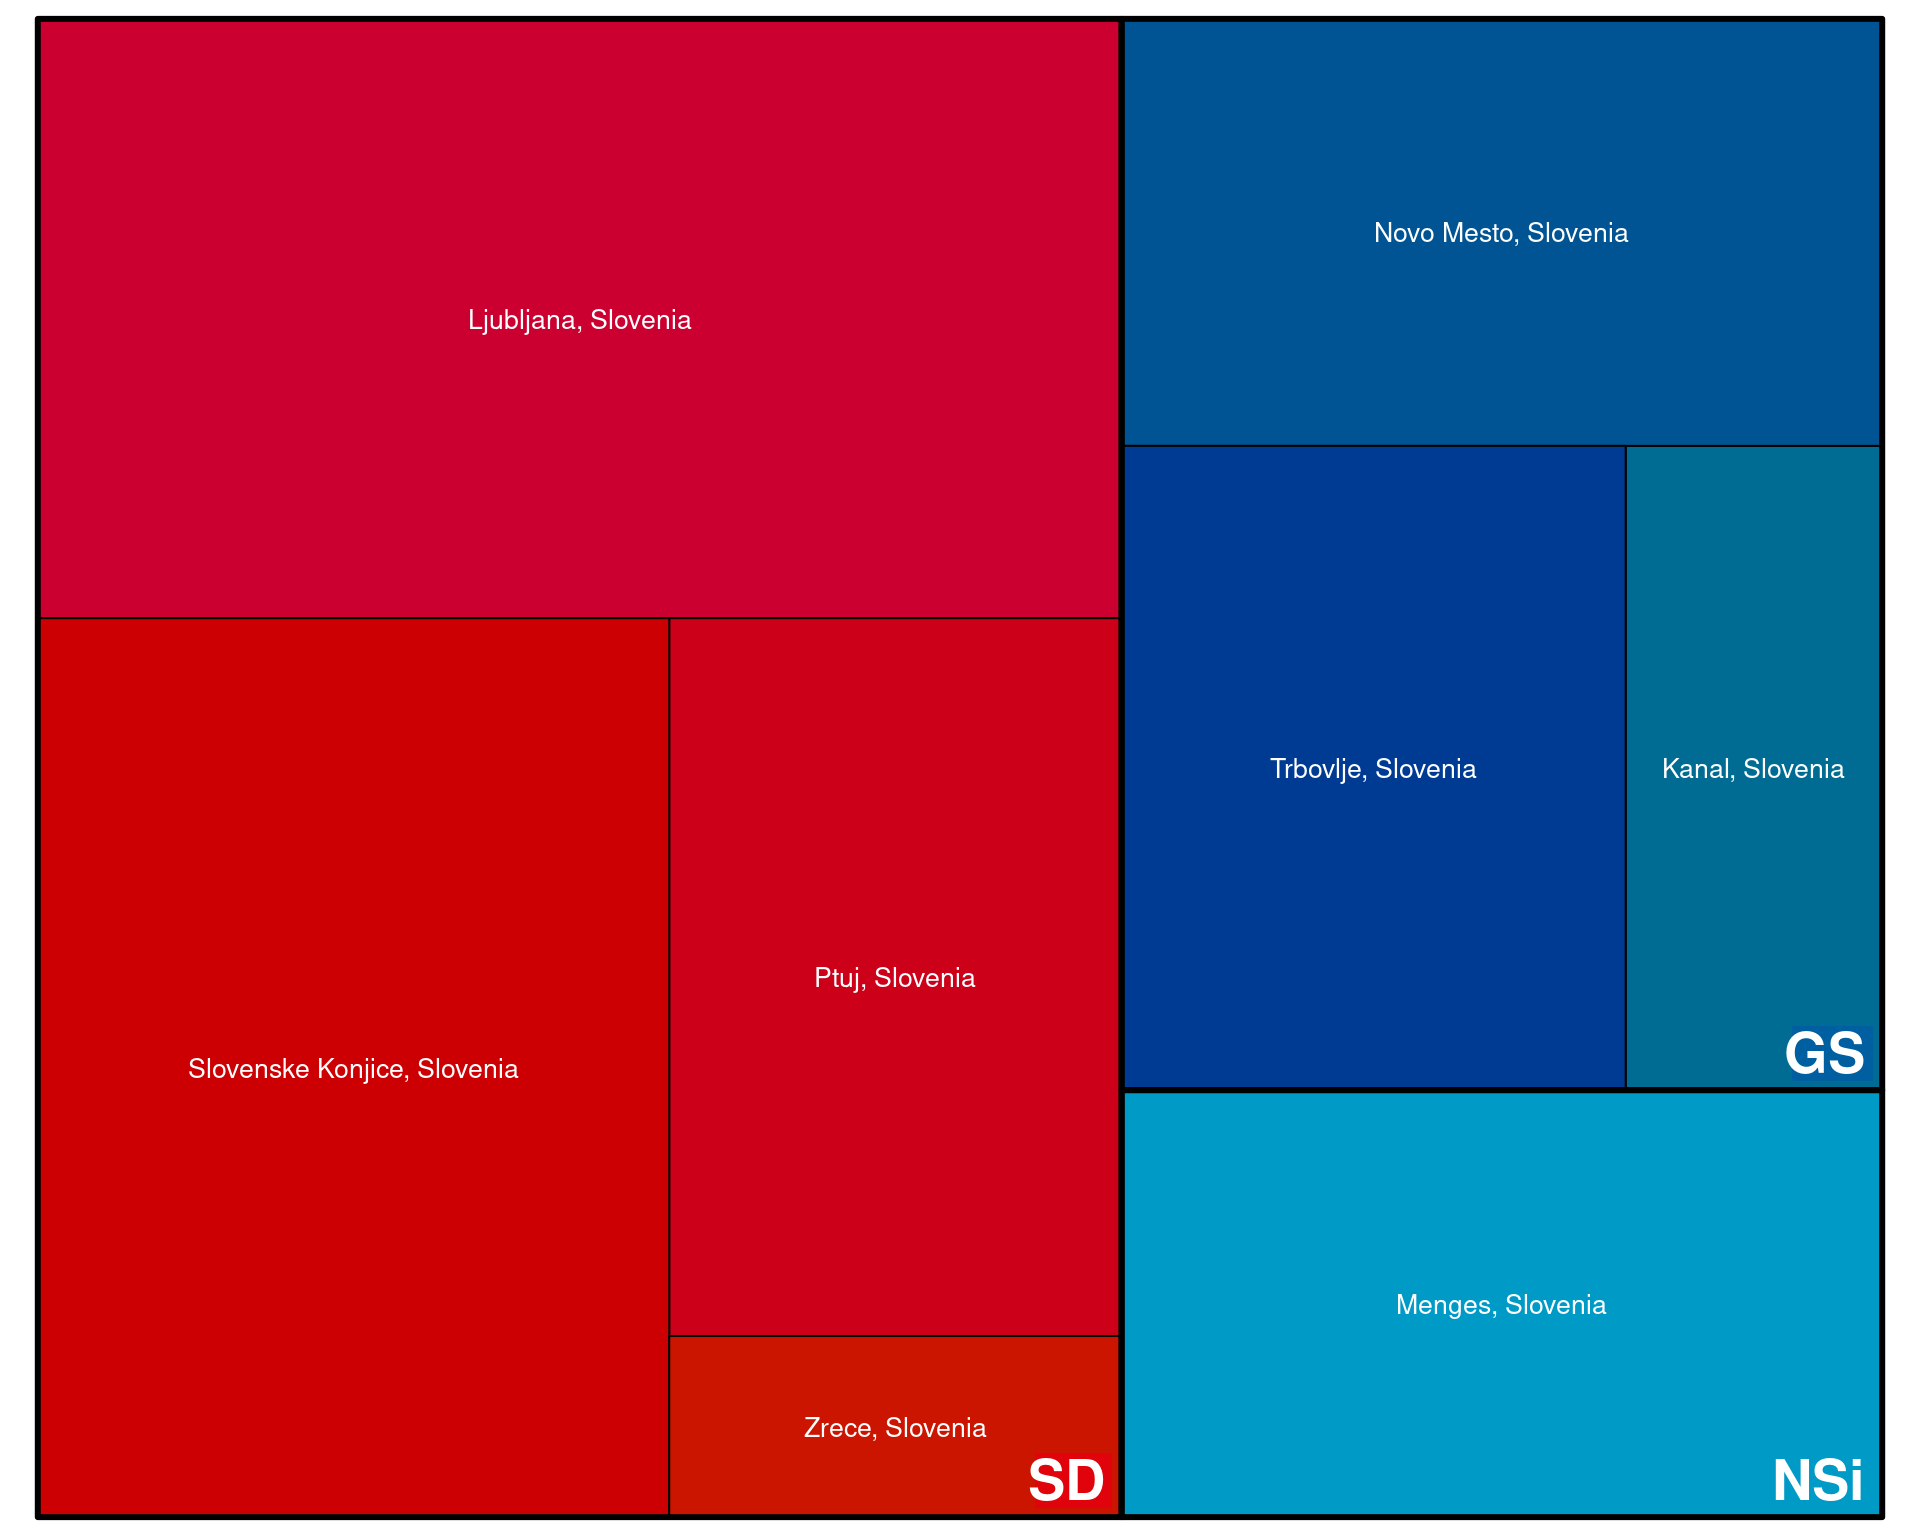 Ljubljana, Slovenia
Slovenske Konjice, Slovenia
Ptuj, Slovenia
Zrece, Slovenia
SD
Novo Mesto, Slovenia
Trbovlje, Slovenia
Kanal, Slovenia
GS
Menges, Slovenia
NSi